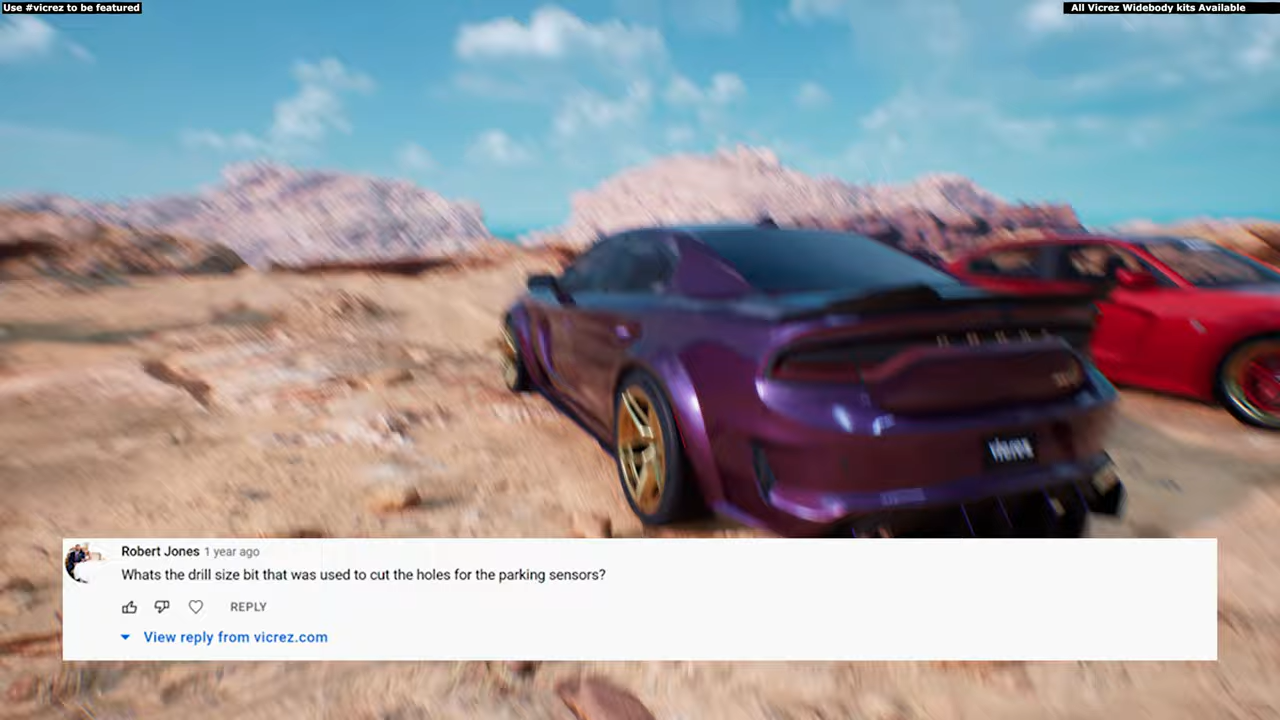 Use #vicrez to be featured
All Vicrez Widebody kits Available
Robert Jones 1 year ago
Whats the drill size bit that was used to cut the holes for the parking sensors?
REPLY
View reply from vicrez.com